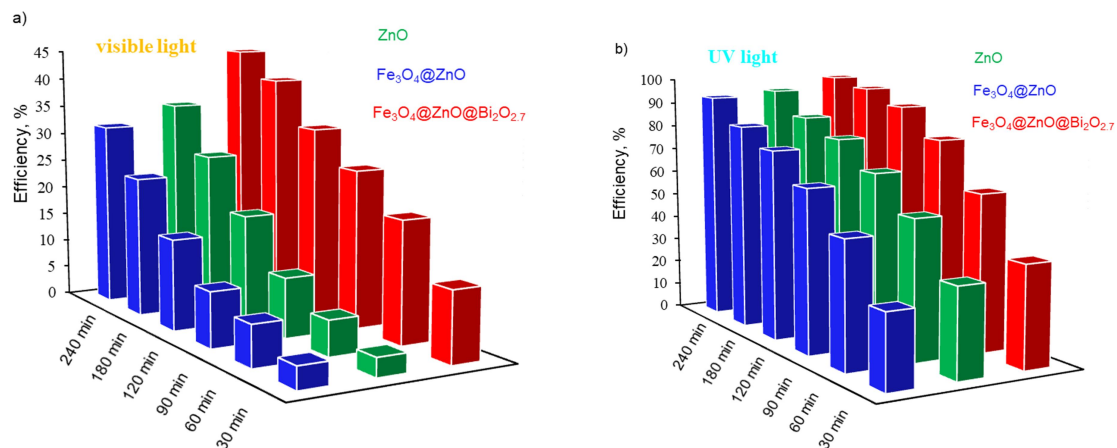 a)
visible light
ZnO
Fe₃O₄@ZnO
Fe₃O₄@ZnO@Bi₂O₂.₇
Efficiency, %
45
40
35
30
25
20
15
10
5
0
240 min
180 min
120 min
90 min
60 min
30 min
b)
UV light
ZnO
Fe₃O₄@ZnO
Fe₃O₄@ZnO@Bi₂O₂.₇
Efficiency, %
100
90
80
70
60
50
40
30
20
10
0
240 min
180 min
120 min
90 min
60 min
30 min